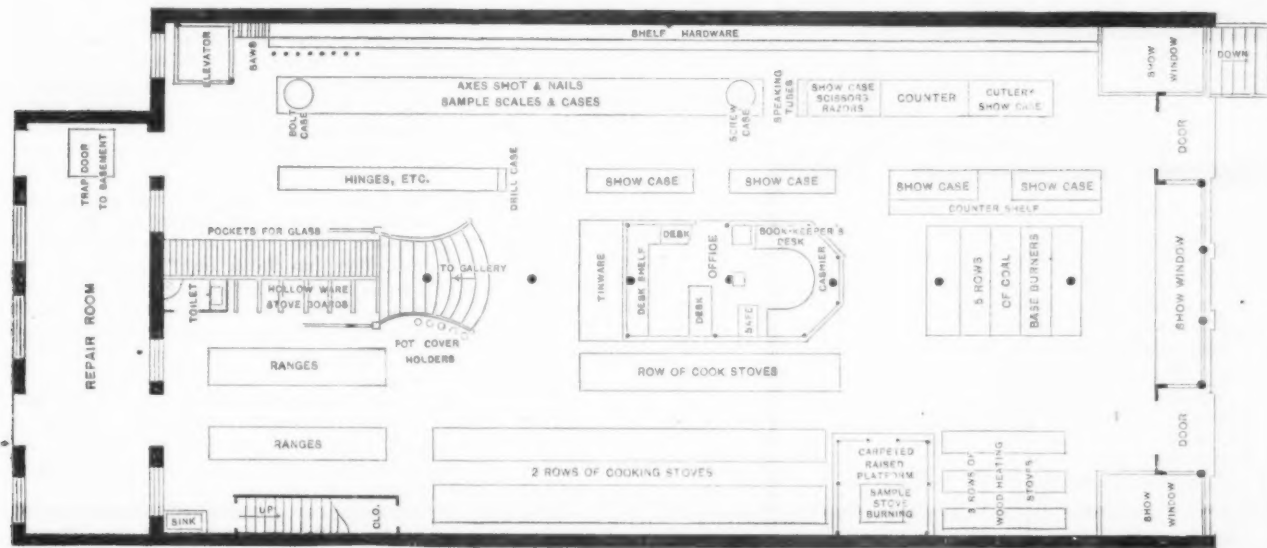 SHELF HARDWARE
ELEVATOR
SAWS
AXES SHOT & NAILS
SAMPLE SCALES & CASES
BOLT
CASE
SCREW
CASE
SPEAKING
TUBES
SHOW CASE
SCISSORS
RAZORS
COUNTER
CUTLERY
SHOW CASE
SHOW
WINDOW
DOWN
DOOR
TRAP DOOR
TO BASEMENT
HINGES, ETC.
DRILL CASE
SHOW CASE
SHOW CASE
SHOW CASE
SHOW CASE
COUNTER SHELF
POCKETS FOR GLASS
TO GALLERY
TOILET
HOLLOW WARE
STOVE BOARDS
POT COVER
HOLDERS
TINWARE
DESK SHELF
DESK
OFFICE
DESK
SAFE
BOOK-KEEPER'S
DESK
CASHIER
5 ROWS
OF COAL
BASE BURNERS
SHOW WINDOW
REPAIR ROOM
RANGES
ROW OF COOK STOVES
RANGES
2 ROWS OF COOKING STOVES
CARPETED
RAISED
PLATFORM
SAMPLE
STOVE
BURNING
3 ROWS OF
WOOD HEATING
STOVES
DOOR
SHOW
WINDOW
SINK
UP
CLO.